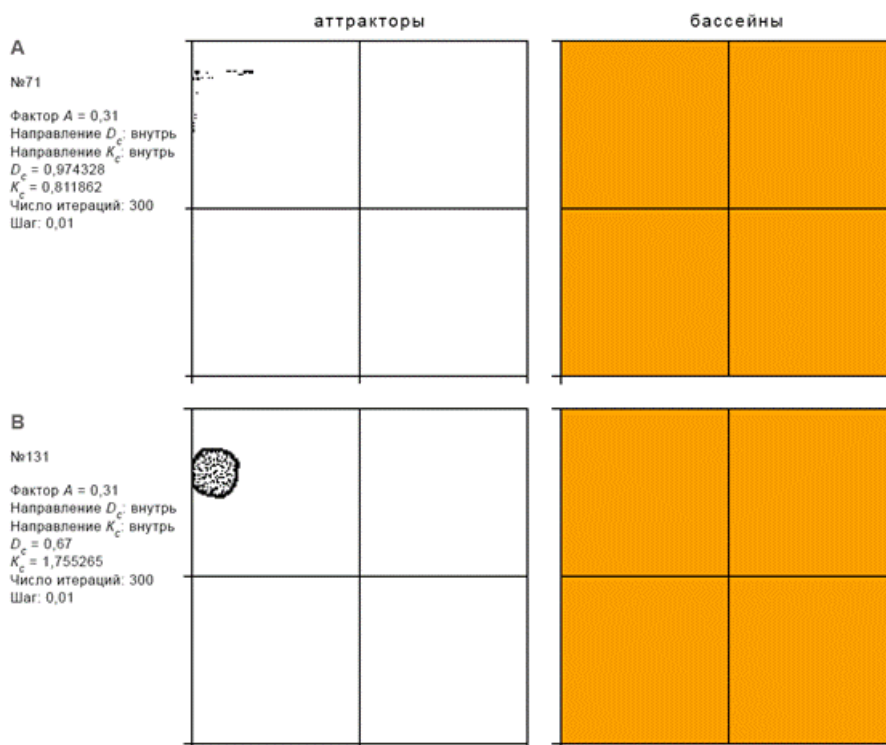 аттракторы
бассейны
A
№71
Фактор A = 0,31
Направление Dc: внутрь
Направление Kc: внутрь
Dc = 0,974328
Kc = 0,811862
Число итераций: 300
Шаг: 0,01
B
№131
Фактор A = 0,31
Направление Dc: внутрь
Направление Kc: внутрь
Dc = 0,67
Kc = 1,755265
Число итераций: 300
Шаг: 0,01